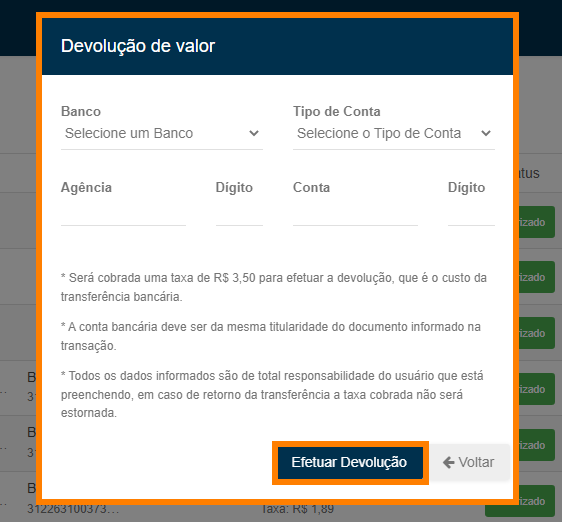 Devolução de valor
Banco Tipo de Conta
Selecione um Banco Selecione o Tipo de Conta
Agência Dígito Conta Dígito
* Será cobrada uma taxa de R$ 3,50 para efetuar a devolução, que é o custo da
transferência bancária.
* A conta bancária deve ser da mesma titularidade do documento informado na
transação.
* Todos os dados informados são de total responsabilidade do usuário que está
preenchendo, em caso de retorno da transferência a taxa cobrada não será
estornada.
Efetuar Devolução Voltar
312263100373... Taxa: R$ 1,89